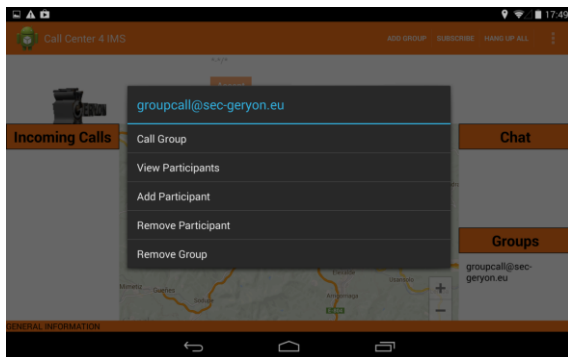 17:49
Call Center 4 IMS
ADD GROUP SUBSCRIBE HANG UP ALL
groupcall@sec-geryon.eu
Call Group
View Participants
Add Participant
Remove Participant
Remove Group
Incoming Calls
Chat
Groups
groupcall@sec-
geryon.eu
+
−
GENERAL INFORMATION